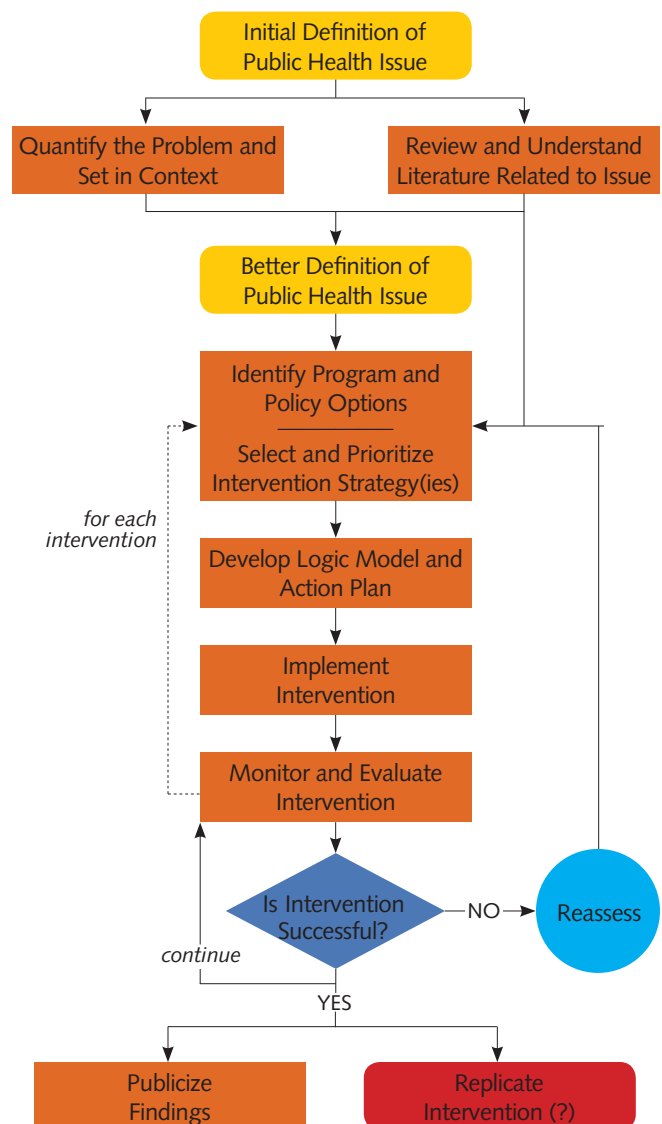 Initial Definition of
Public Health Issue
Quantify the Problem and
Set in Context
Review and Understand
Literature Related to Issue
Better Definition of
Public Health Issue
Identify Program and
Policy Options
Select and Prioritize
Intervention Strategy(ies)
for each
intervention
Develop Logic Model and
Action Plan
Implement
Intervention
Monitor and Evaluate
Intervention
Is Intervention
Successful?
NO
Reassess
continue
YES
Publicize
Findings
Replicate
Intervention (?)